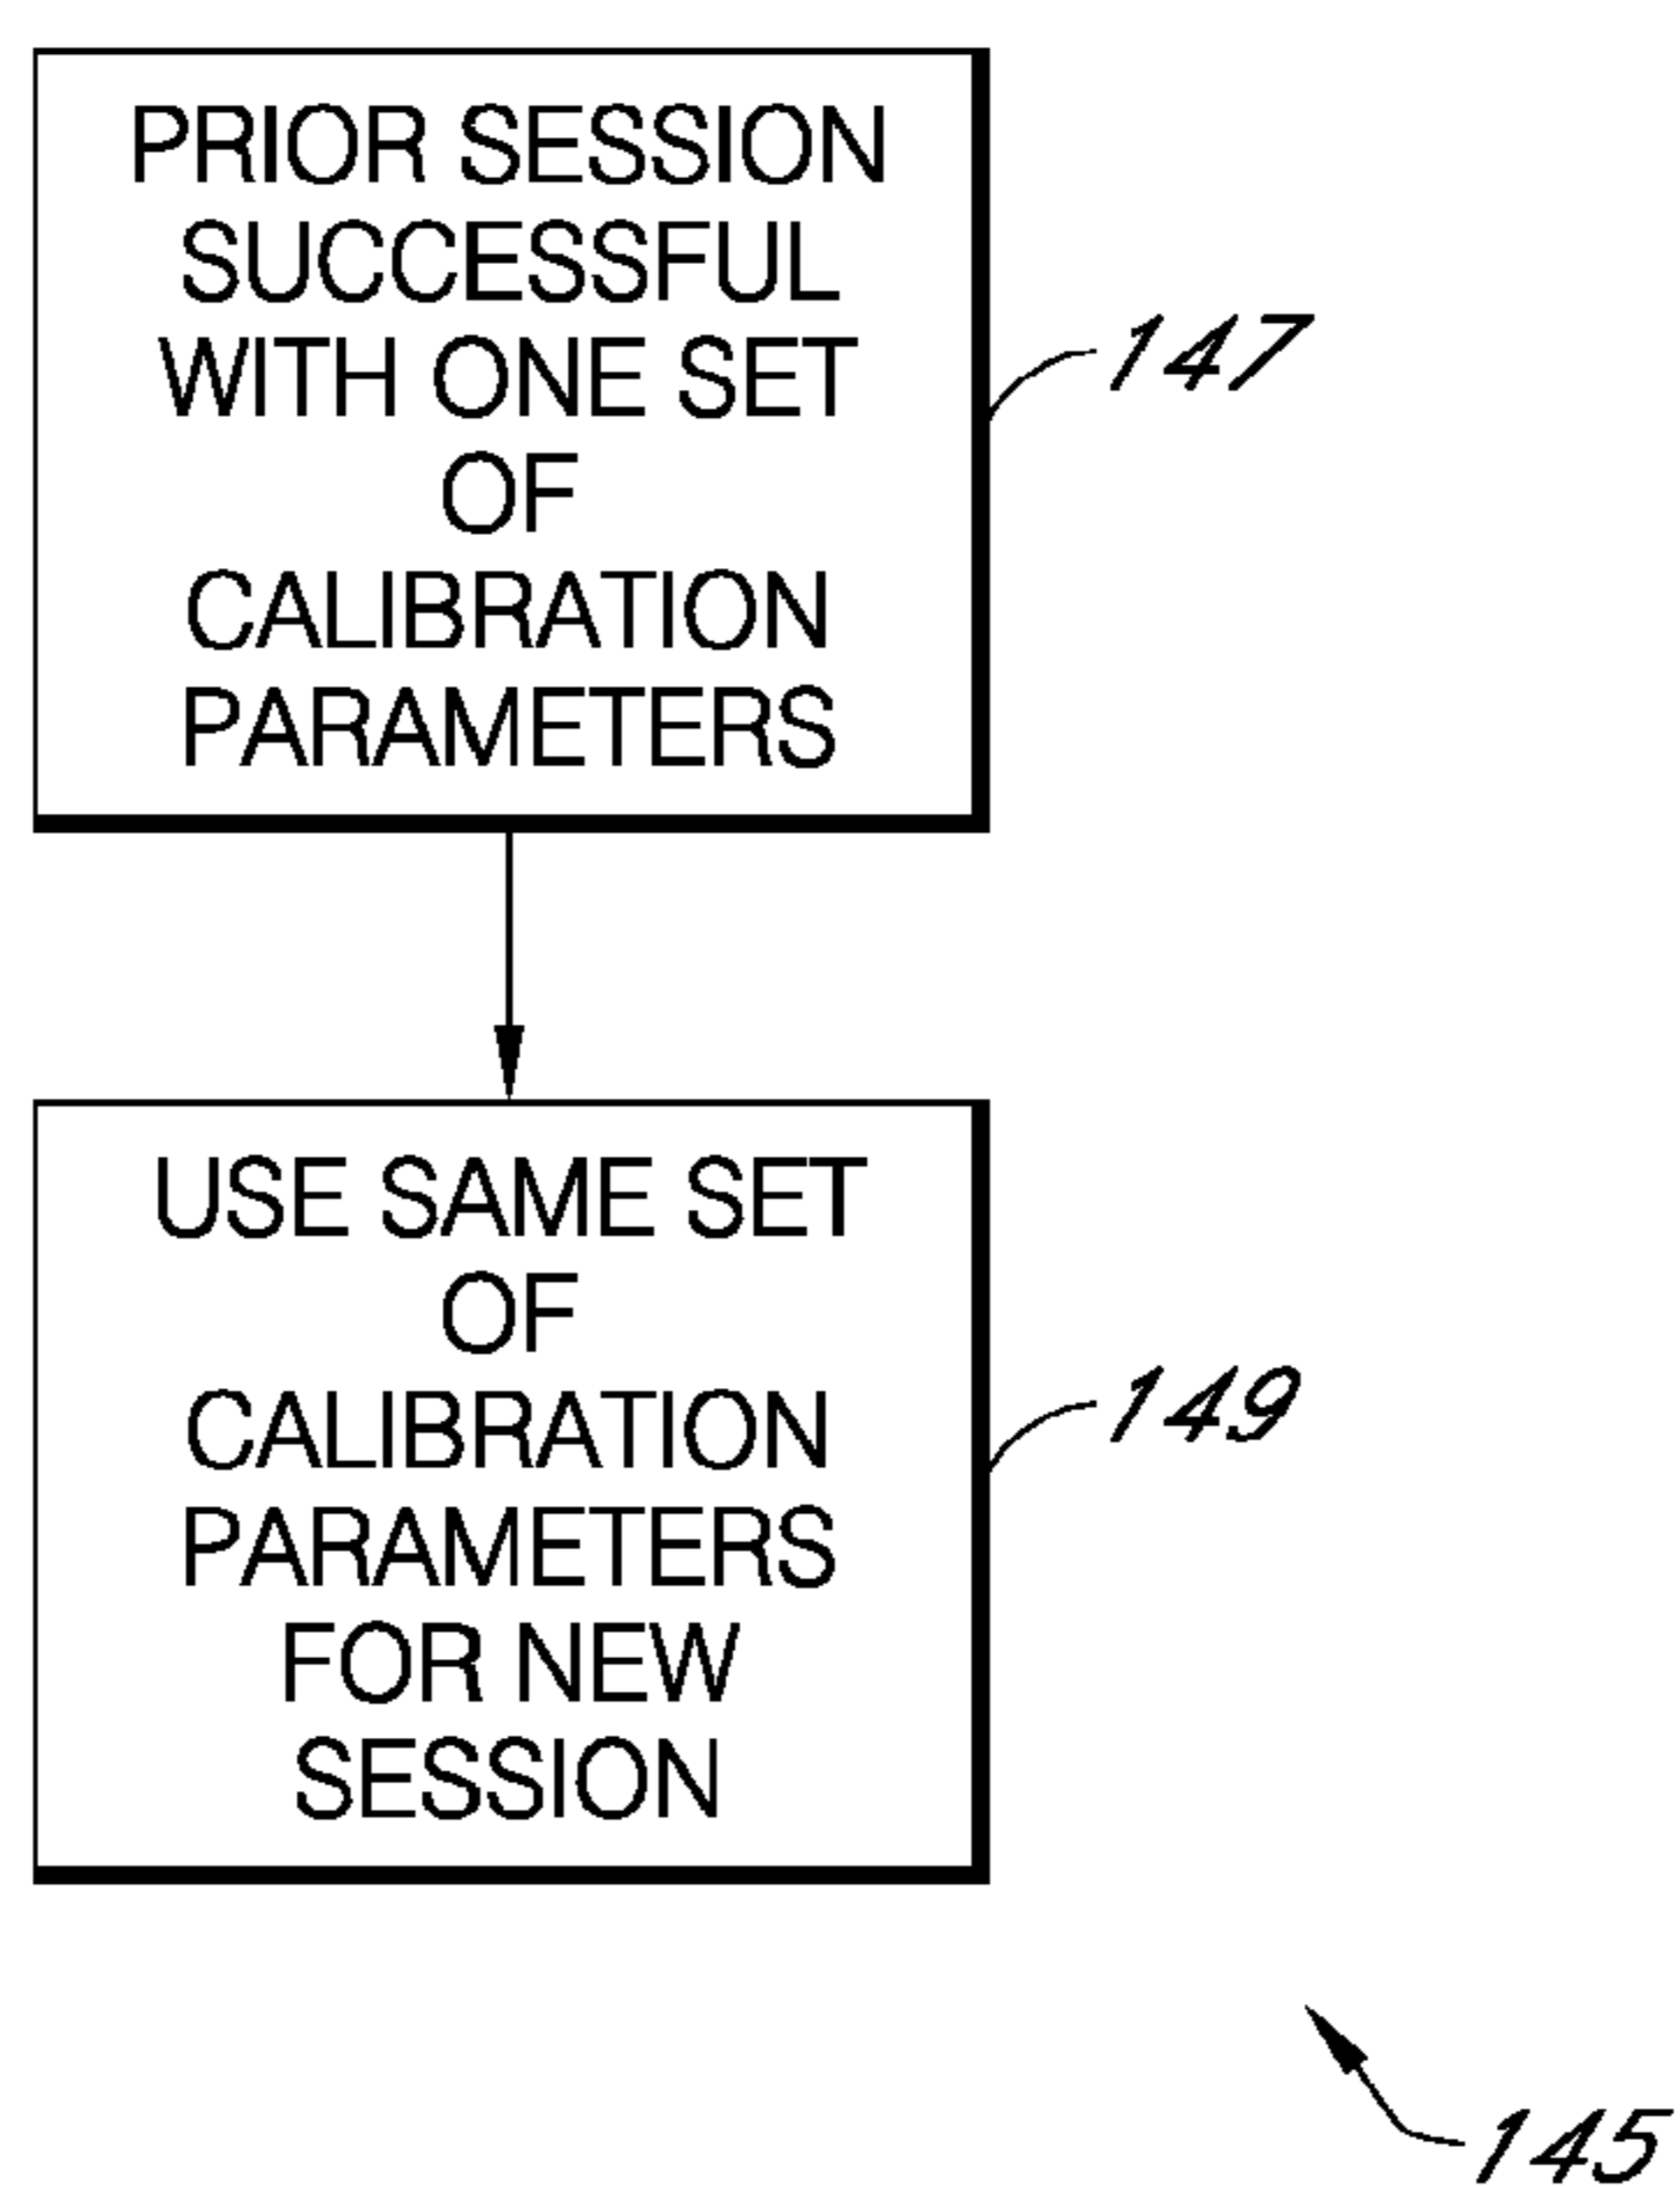 PRIOR SESSION
SUCCESSFUL
WITH ONE SET
OF
CALIBRATION
PARAMETERS
147
USE SAME SET
OF
CALIBRATION
PARAMETERS
FOR NEW
SESSION
149
145